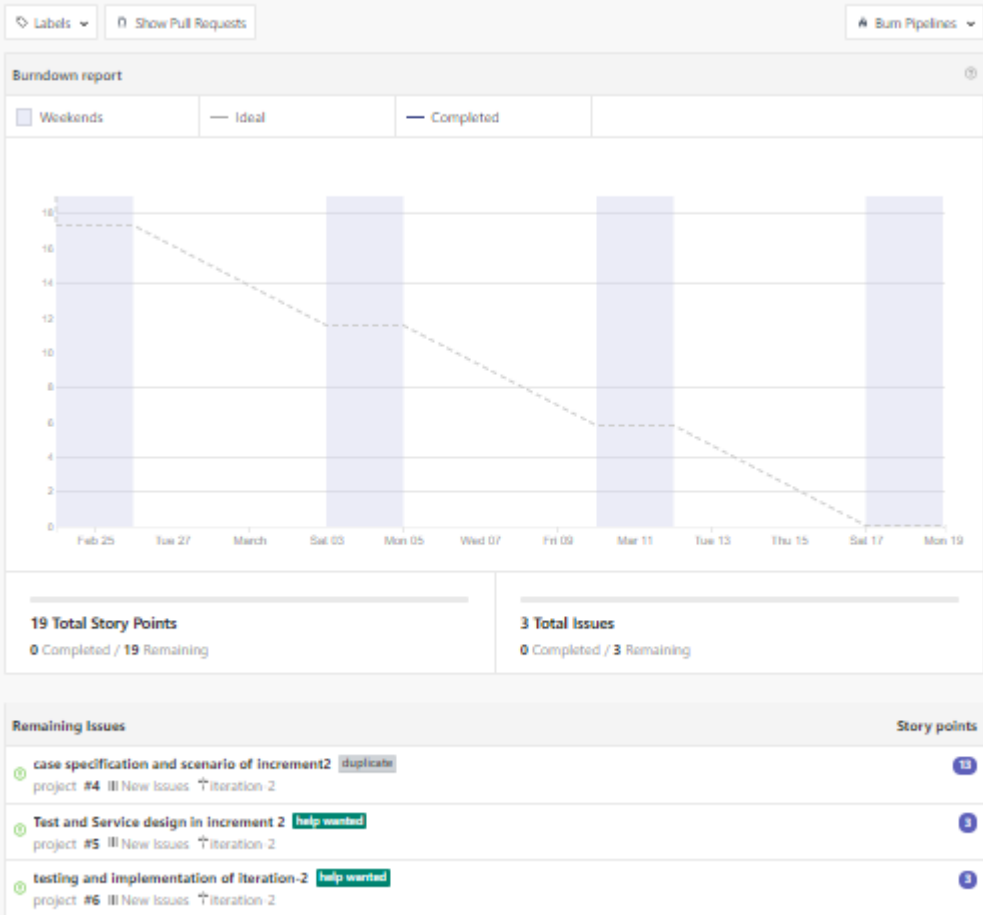 Labels
Show Pull Requests
Burn Pipelines
Burndown report
Weekends
Ideal
Completed
18
16
14
12
10
8
6
4
2
0
Feb 25 Tue 27 March Sat 03 Mon 05 Wed 07 Fri 09 Mar 11 Tue 13 Thu 15 Sat 17 Mon 19
19 Total Story Points
0 Completed / 19 Remaining
3 Total Issues
0 Completed / 3 Remaining
Remaining Issues Story points
case specification and scenario of increment2 duplicate 13
project #4 New Issues iteration-2
Test and Service design in increment 2 help wanted 3
project #5 New Issues iteration-2
testing and implementation of iteration-2 help wanted 3
project #6 New Issues iteration-2